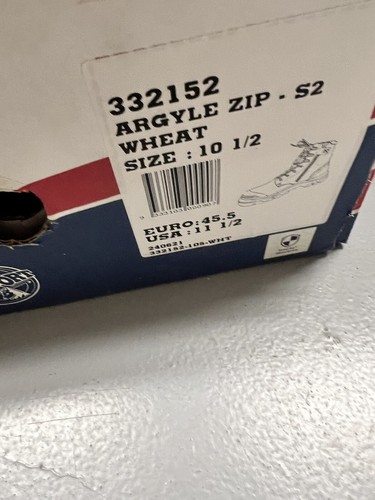 332152
ARGYLE ZIP - S2
WHEAT
SIZE : 10 1/2
EURO: 45.5
USA : 11 1/2
240621
332152-105-WHT